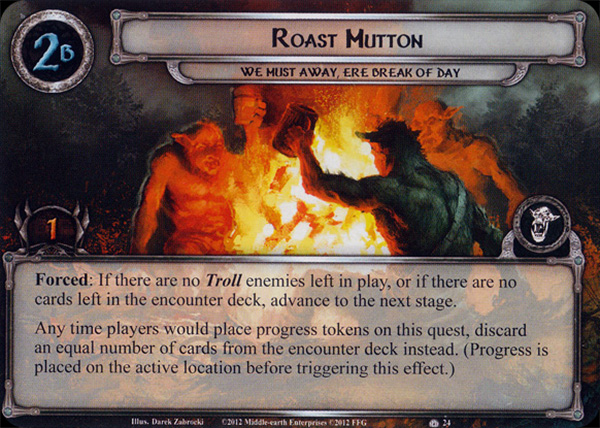 2B
ROAST MUTTON
WE MUST AWAY, ERE BREAK OF DAY
1
Forced: If there are no Troll enemies left in play, or if there are no
cards left in the encounter deck, advance to the next stage.
Any time players would place progress tokens on this quest, discard
an equal number of cards from the encounter deck instead. (Progress is
placed on the active location before triggering this effect.)
Illus. Darek Zabrocki ©2012 Middle-earth Enterprises ©2012 FFG 24